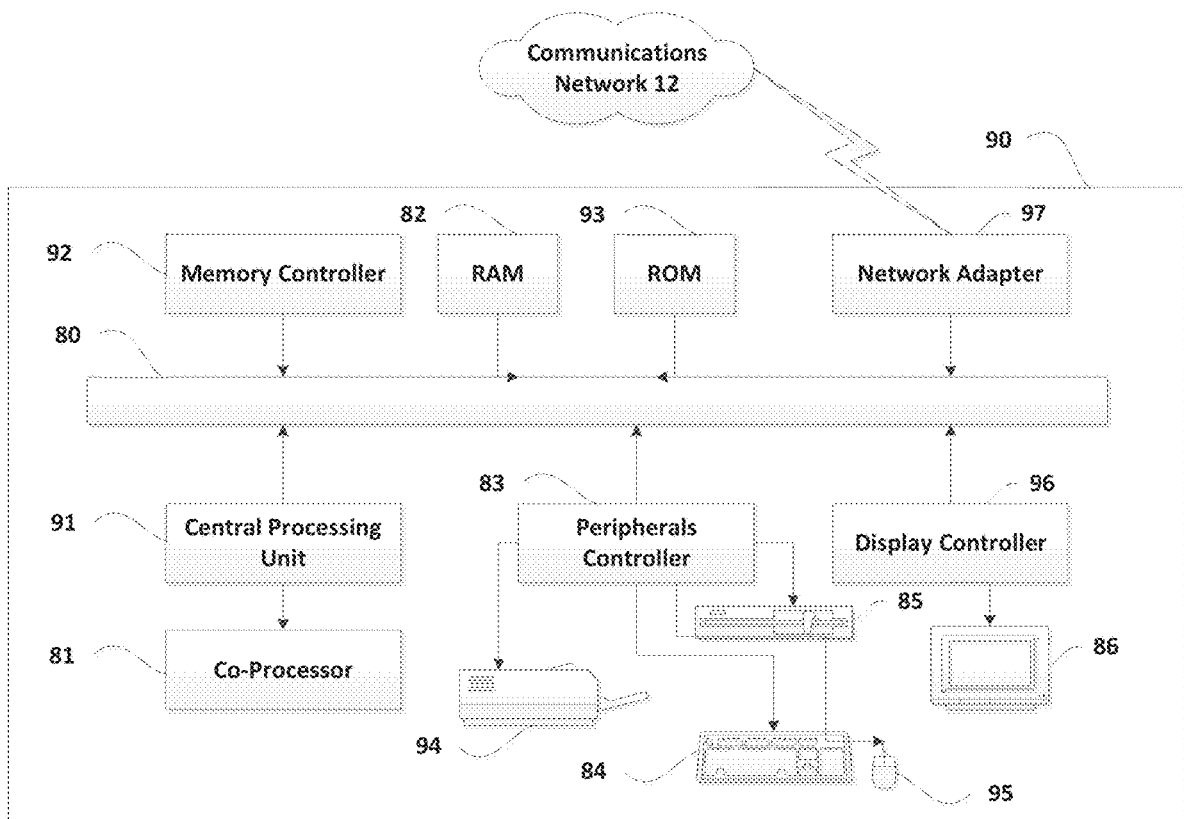 Communications
Network 12
90
82
93
97
92
Memory Controller
RAM
ROM
Network Adapter
80
83
96
91
Central Processing
Unit
Peripherals
Controller
Display Controller
85
81
Co-Processor
86
94
84
95